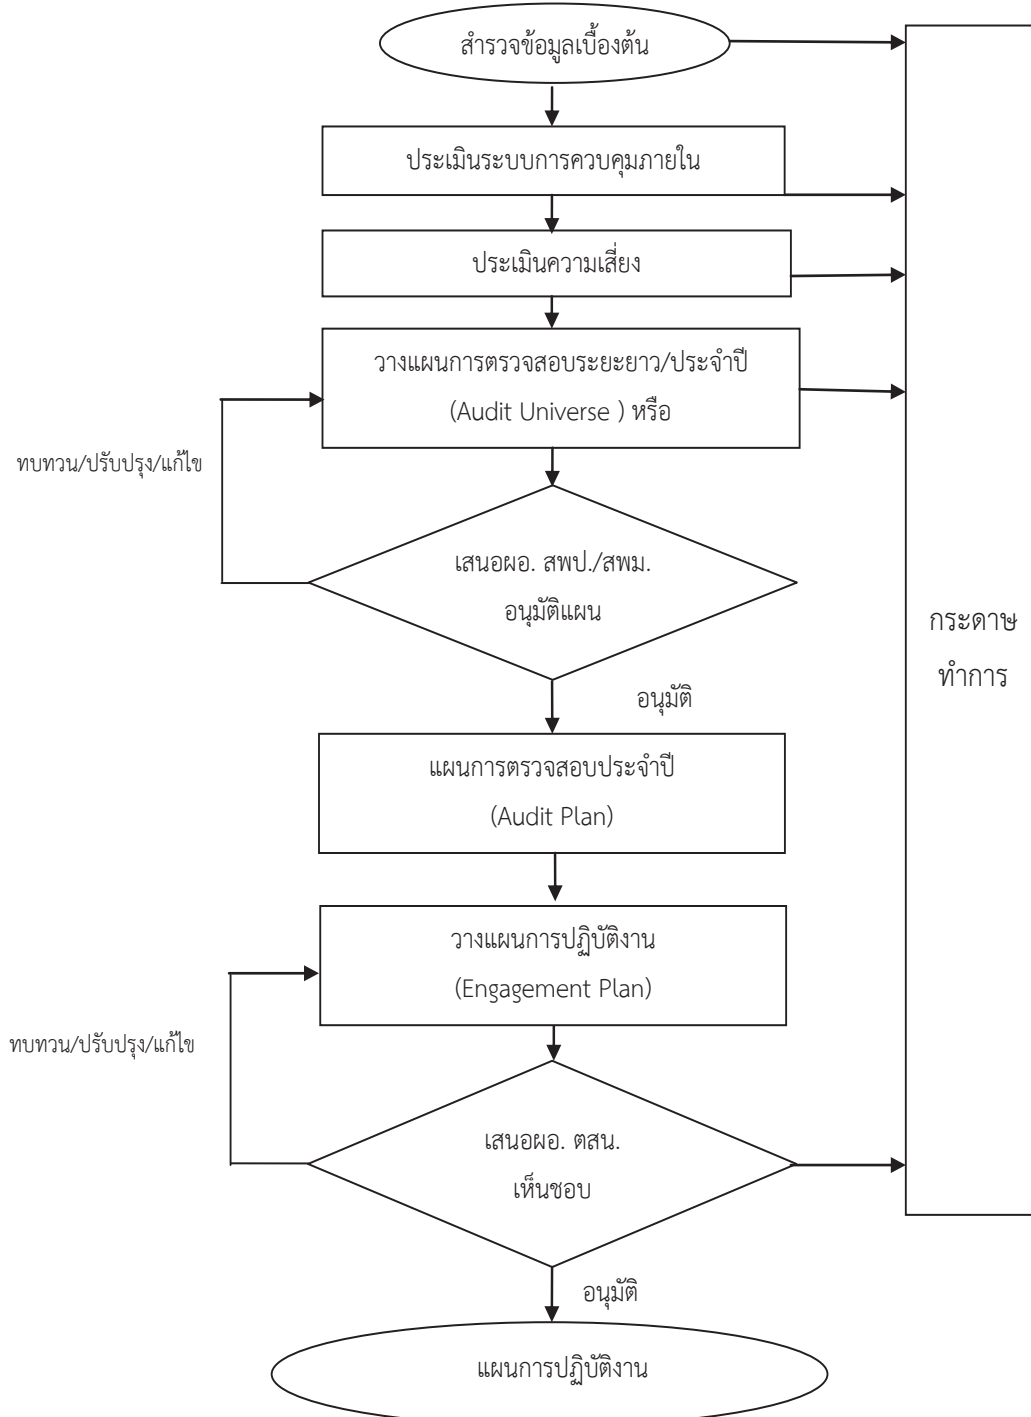 สำรวจข้อมูลเบื้องต้น
ประเมินระบบการควบคุมภายใน
ประเมินความเสี่ยง
วางแผนการตรวจสอบระยะยาว/ประจำปี
(Audit Universe ) หรือ
ทบทวน/ปรับปรุง/แก้ไข
เสนอผอ. สพป./สพม.
อนุมัติแผน
กระดาษ
ทำการ
อนุมัติ
แผนการตรวจสอบประจำปี
(Audit Plan)
วางแผนการปฏิบัติงาน
(Engagement Plan)
ทบทวน/ปรับปรุง/แก้ไข
เสนอผอ. ตสน.
เห็นชอบ
อนุมัติ
แผนการปฏิบัติงาน